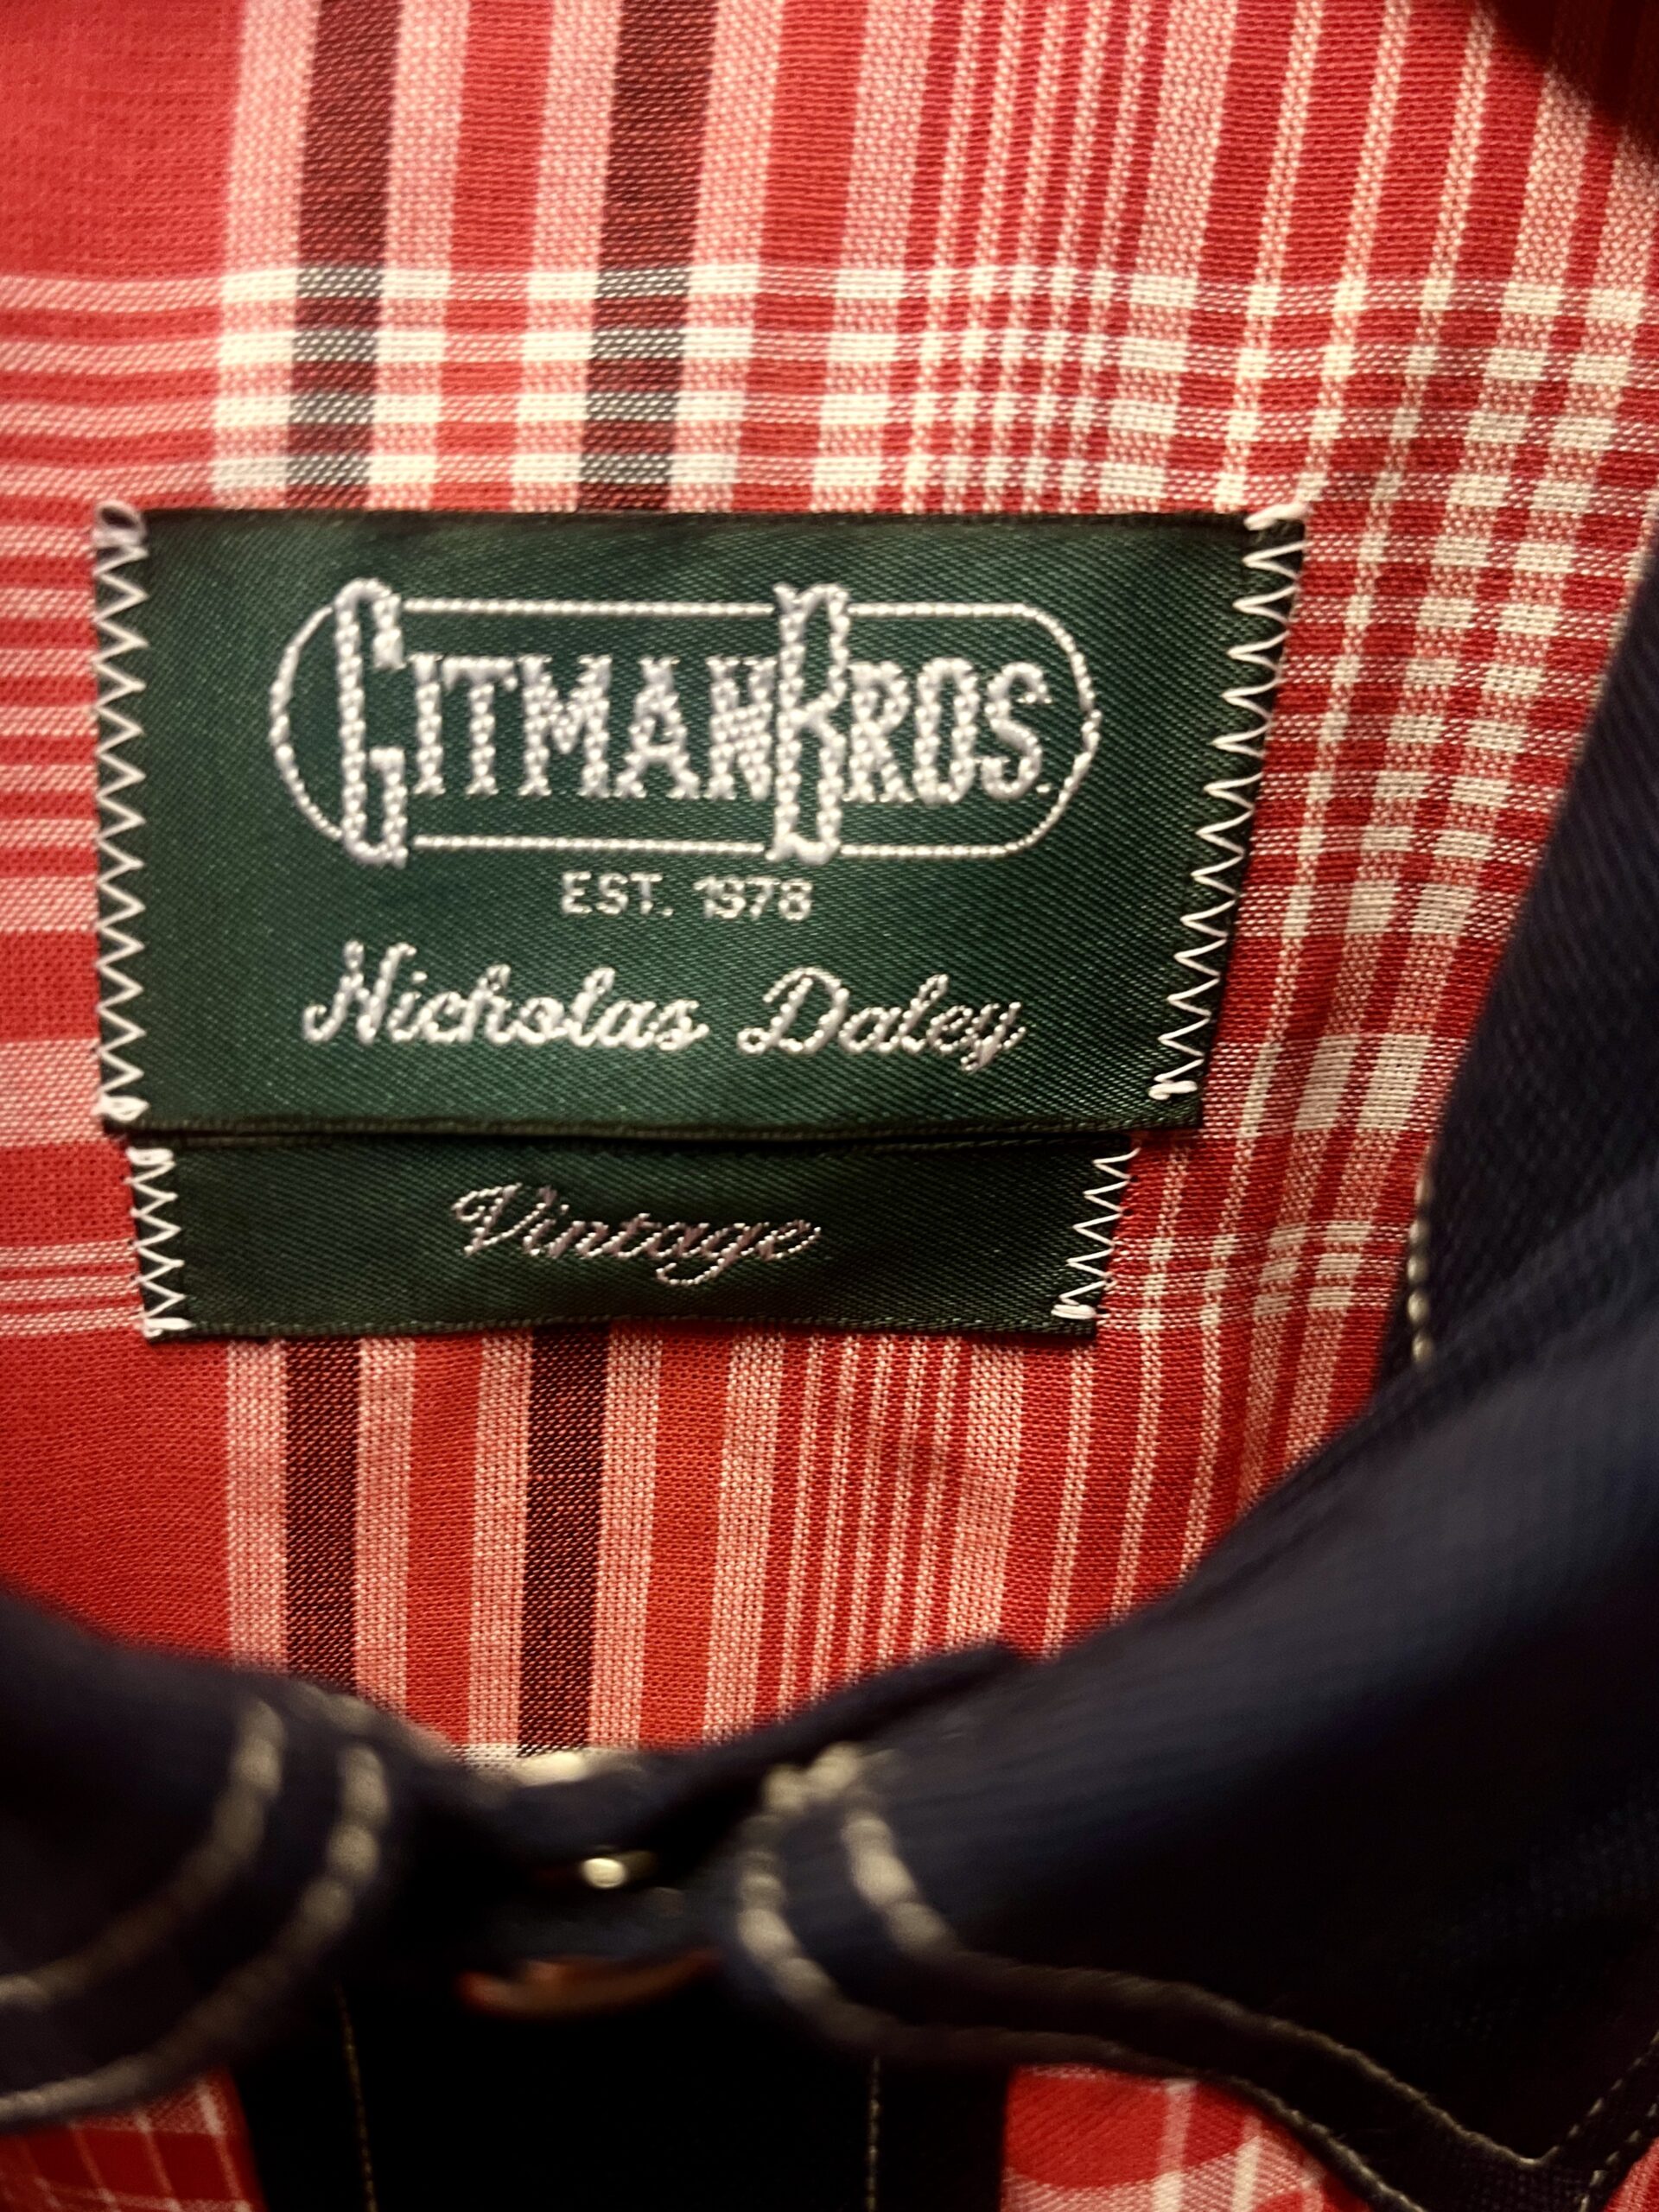 GITMAN BROS.
EST. 1978
Nicholas Daley
Vintage